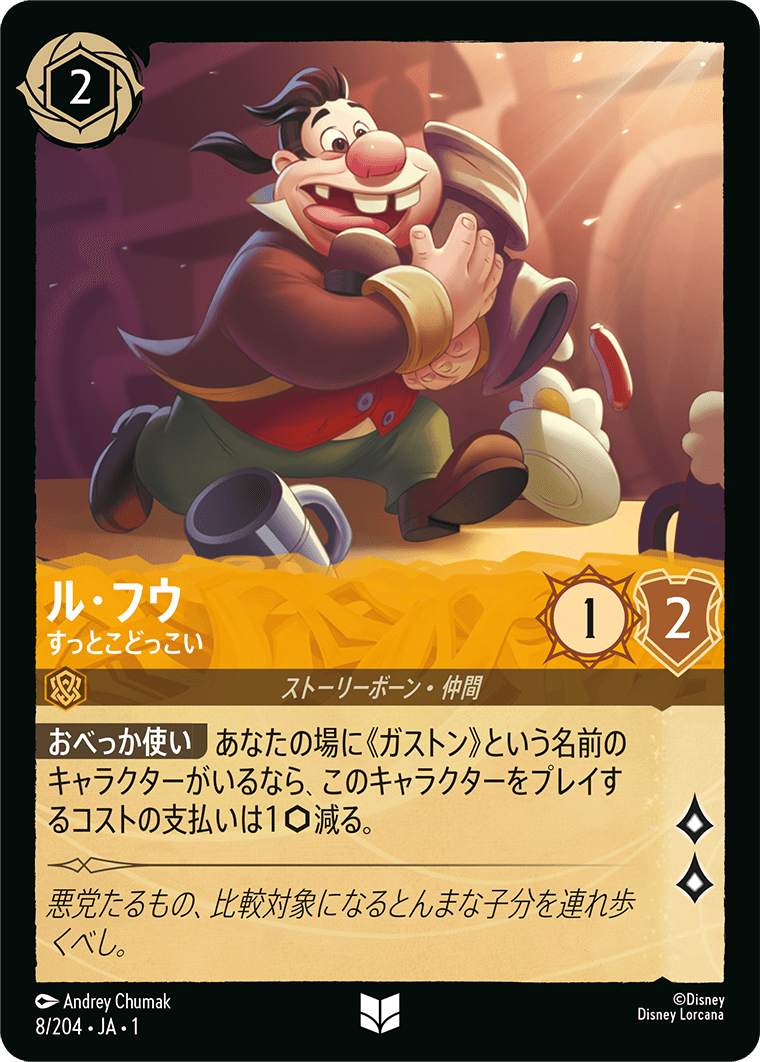 2
ル・フウ
すっとこどっこい
1
2
ストーリーボーン・仲間
おべっか使い あなたの場に《ガストン》という名前の
キャラクターがいるなら、このキャラクターをプレイす
るコストの支払いは1⬡減る。
悪党たるもの、比較対象になるとんまな子分を連れ歩
くべし。
Andrey Chumak
©Disney
8/204・JA・1
Disney Lorcana